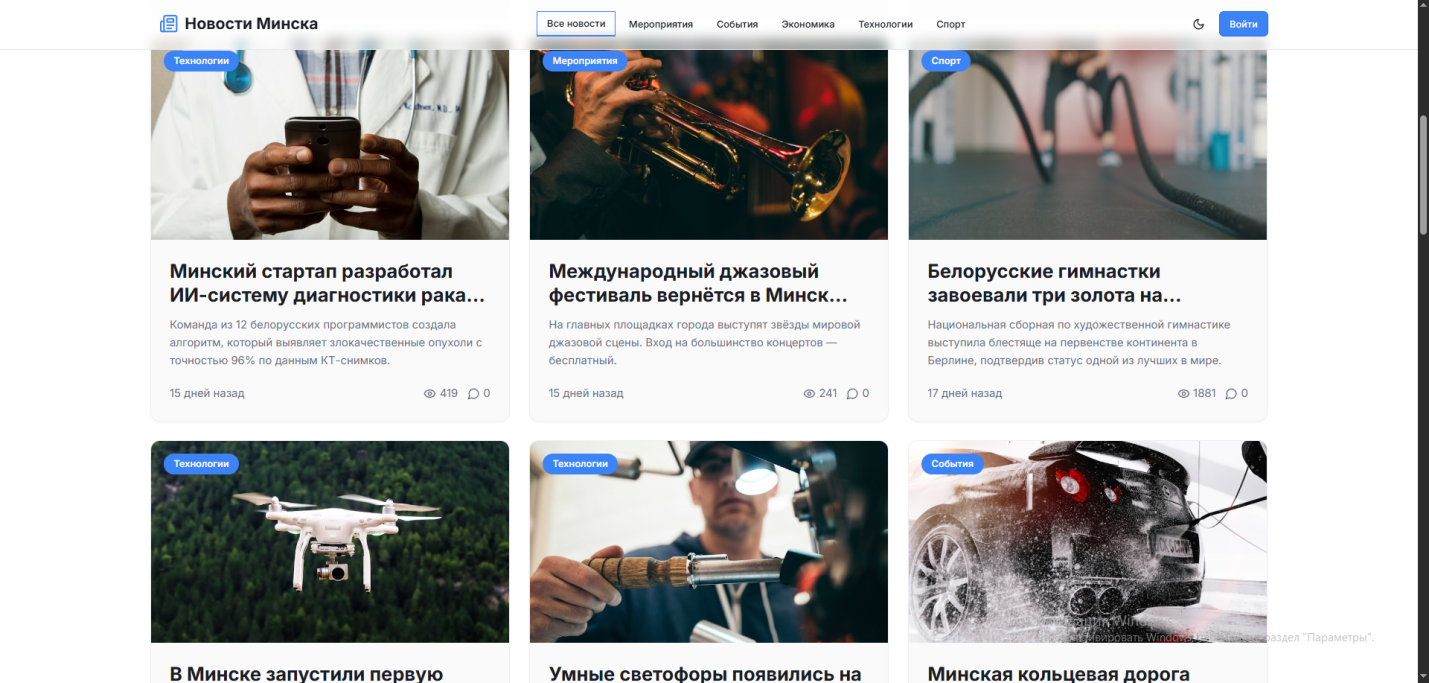 Новости Минска
Все новости
Мероприятия
События
Экономика
Технологии
Спорт
Войти
Технологии
Мероприятия
Спорт
Минский стартап разработал
ИИ-систему диагностики рака...
Команда из 12 белорусских программистов создала
алгоритм, который выявляет злокачественные опухоли с
точностью 96% по данным КТ-снимков.
15 дней назад
419
0
Международный джазовый
фестиваль вернётся в Минск...
На главных площадках города выступят звёзды мировой
джазовой сцены. Вход на большинство концертов —
бесплатный.
15 дней назад
241
0
Белорусские гимнастки
завоевали три золота на...
Национальная сборная по художественной гимнастике
выступила блестяще на первенстве континента в
Берлине, подтвердив статус одной из лучших в мире.
17 дней назад
1881
0
Технологии
Технологии
События
В Минске запустили первую
Умные светофоры появились на
Минская кольцевая дорога
раздел "Параметры".